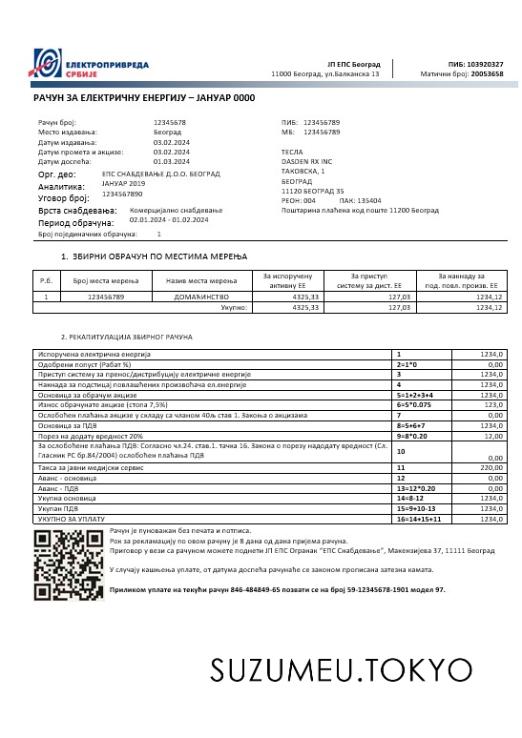 ЕЛЕКТРОПРИВРЕДА
СРБИЈЕ
ЈП ЕПС Београд
11000 Београд, ул.Балканска 13
ПИБ: 103920327
Матични број: 20053658
РАЧУН ЗА ЕЛЕКТРИЧНУ ЕНЕРГИЈУ – ЈАНУАР 0000
Рачун број: 12345678
Место издавања: Београд
Датум издавања: 03.02.2024
Датум промета и акцизе: 03.02.2024
Датум доспећа: 01.03.2024
Орг. део: ЕПС СНАБДЕВАЊЕ Д.О.О. БЕОГРАД
Аналитика: ЈАНУАР 2019
Уговор број: 1234567890
Врста снабдевања: Комерцијално снабдевање
Период обрачуна: 02.01.2024 - 01.02.2024
Број појединачних обрачуна: 1
ПИБ: 123456789
МБ: 123456789
ТЕСЛА
DASDEN RX INC
ТАКОВСКА, 1
БЕОГРАД
11120 БЕОГРАД 35
РЕОН: 004 ПАК: 135404
Поштарина плаћена код поште 11200 Београд
1. ЗБИРНИ ОБРАЧУН ПО МЕСТИМА МЕРЕЊА
Р.б. Број места мерења Назив места мерења За испоручену активну ЕЕ За приступ систему за дист. ЕЕ За накнаду за под. повл. произв. ЕЕ
1 123456789 ДОМАЋИНСТВО 4325,33 127,03 1234,12
Укупно: 4325,33 127,03 1234,12
2. РЕКАПИТУЛАЦИЈА ЗБИРНОГ РАЧУНА
Испоручена електрична енергија 1 1234,0
Одобрени попуст (Рабат %) 2=1*0 0,00
Приступ систему за пренос/дистрибуцију електричне енергије 3 1234,0
Накнада за подстицај повлашћених произвођача ел.енергије 4 1234,0
Основица за обрачум акцизе 5=1+2+3+4 1234,0
Износ обрачунате акцизе (стопа 7,5%) 6=5*0.075 123,0
Ослобођен плаћања акцизе у складу са чланом 40љ став 1. Закоња о акцизама 7 0,00
Основица за ПДВ 8=5+6+7 1234,0
Порез на додату вредност 20% 9=8*0.20 12,00
За ослобођене плаћања ПДВ: Согласно чл.24. став.1. тачка 16. Закона о порезу надодату вредност (Сл.
Гласник РС бр.84/2004) ослобођен плаћања ПДВ 10 0,00
Такса за јавни медијски сервис 11 220,00
Аванс - основица 12 0,00
Аванс - ПДВ 13=12*0.20 0,00
Укупна основица 14=8-12 1234,0
Укупан ПДВ 15=9+10-13 1234,0
УКУПНО ЗА УПЛАТУ 16=14+15+11 1234,0
Рачун је пуноважан без печата и потписа.
Рок за рекламацију по овом рачуну је 8 дана од дана пријема рачуна.
Приговор у вези са рачуном можете поднети ЈП ЕПС Огранак "ЕПС Снабдевање", Макензијева 37, 11111 Београд
У случају кашњења уплате, од датума доспећа рачунаће се законом прописана затезна камата.
Приликом уплате на текући рачун 846-484849-65 позвати се на број 59-12345678-1901 модел 97.
SUZUMEU.TOKYO